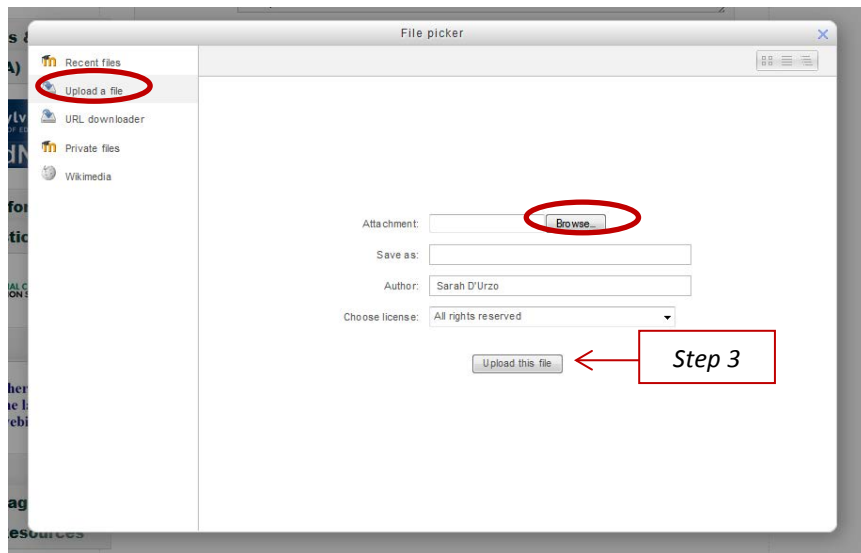 File picker
Recent files
Upload a file
URL downloader
Private files
Wikimedia
Attachment:
Browse...
Save as:
Author:
Sarah D'Urzo
Choose license:
All rights reserved
Upload this file
Step 3